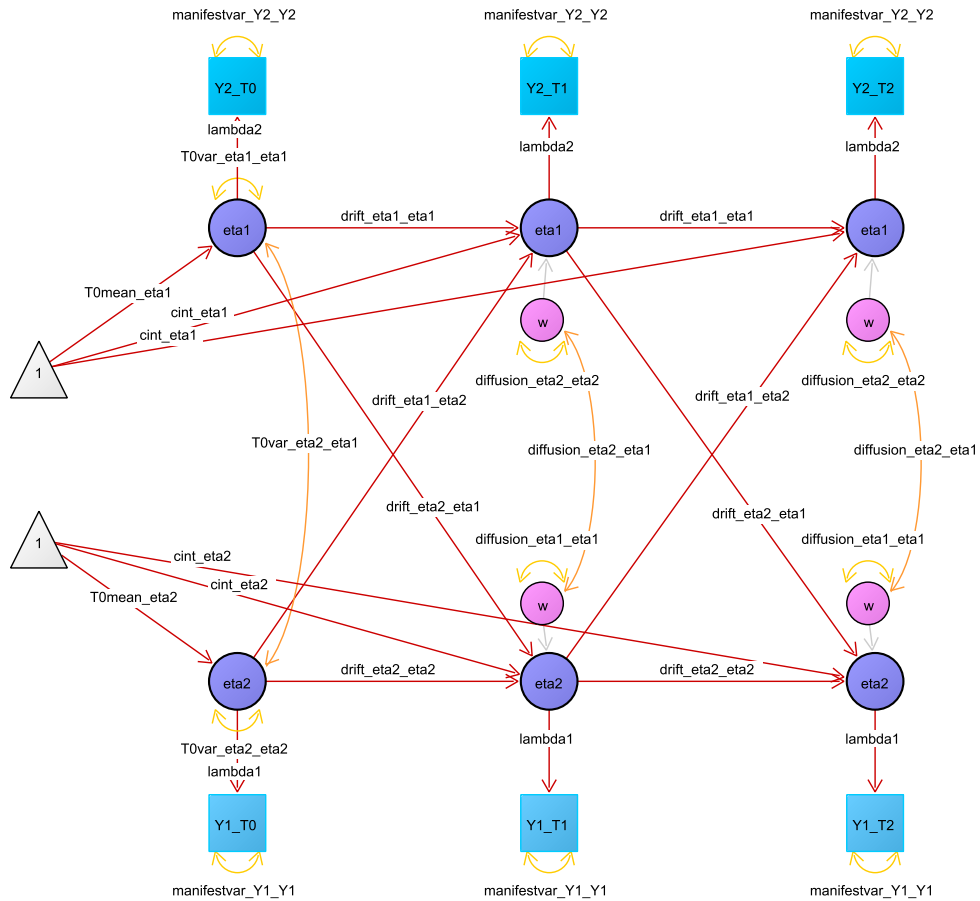 manifestvar_Y2_Y2 manifestvar_Y2_Y2 manifestvar_Y2_Y2
Y2_T0 Y2_T1 Y2_T2
lambda2
lambda2 lambda2
T0var_eta1_eta1
drift_eta1_eta1 drift_eta1_eta1
eta1 eta1 eta1
T0mean_eta1
cint_eta1
w w
cint_eta1
1
diffusion_eta2_eta2 diffusion_eta2_eta2
drift_eta1_eta2 drift_eta1_eta2
T0var_eta2_eta1
diffusion_eta2_eta1 diffusion_eta2_eta1
drift_eta2_eta1 drift_eta2_eta1
1
diffusion_eta1_eta1 diffusion_eta1_eta1
cint_eta2
cint_eta2
T0mean_eta2
w w
drift_eta2_eta2 drift_eta2_eta2
eta2 eta2 eta2
lambda1 lambda1
T0var_eta2_eta2
lambda1
Y1_T0 Y1_T1 Y1_T2
manifestvar_Y1_Y1 manifestvar_Y1_Y1 manifestvar_Y1_Y1